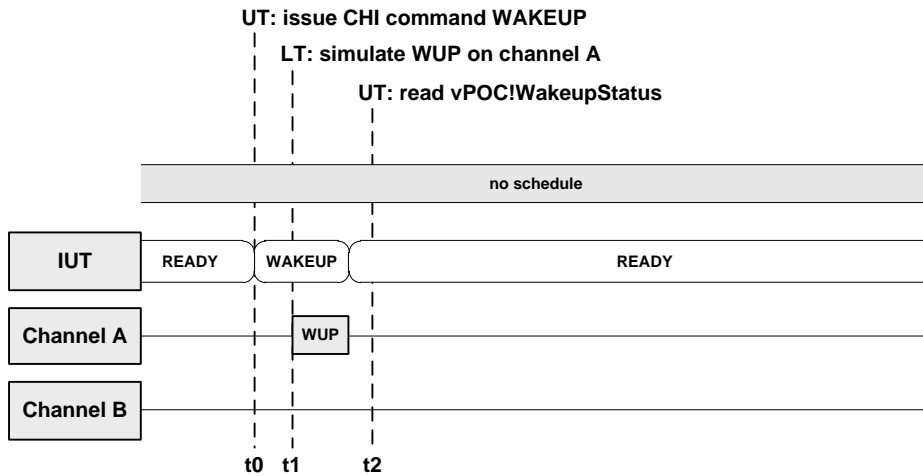 UT: issue CHI command WAKEUP
LT: simulate WUP on channel A
UT: read vPOC!WakeupStatus
no schedule
IUT
READY
WAKEUP
READY
Channel A
WUP
Channel B
t0
t1
t2